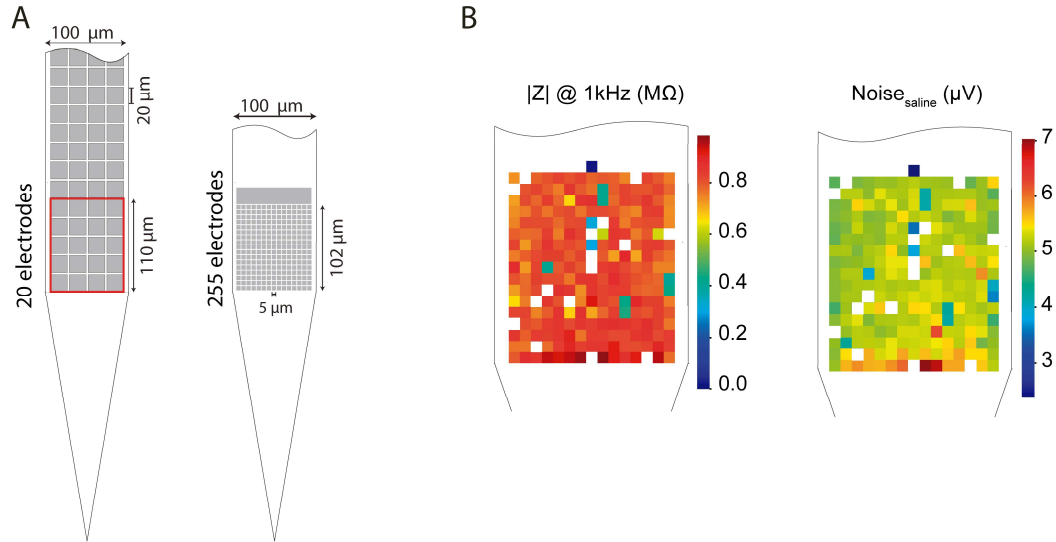 A
100 μm
20 μm
20 electrodes
110 μm
100 μm
255 electrodes
102 μm
5 μm
B
|Z| @ 1kHz (MΩ)
0.8
0.6
0.4
0.2
0.0
Noisesaline (μV)
7
6
5
4
3